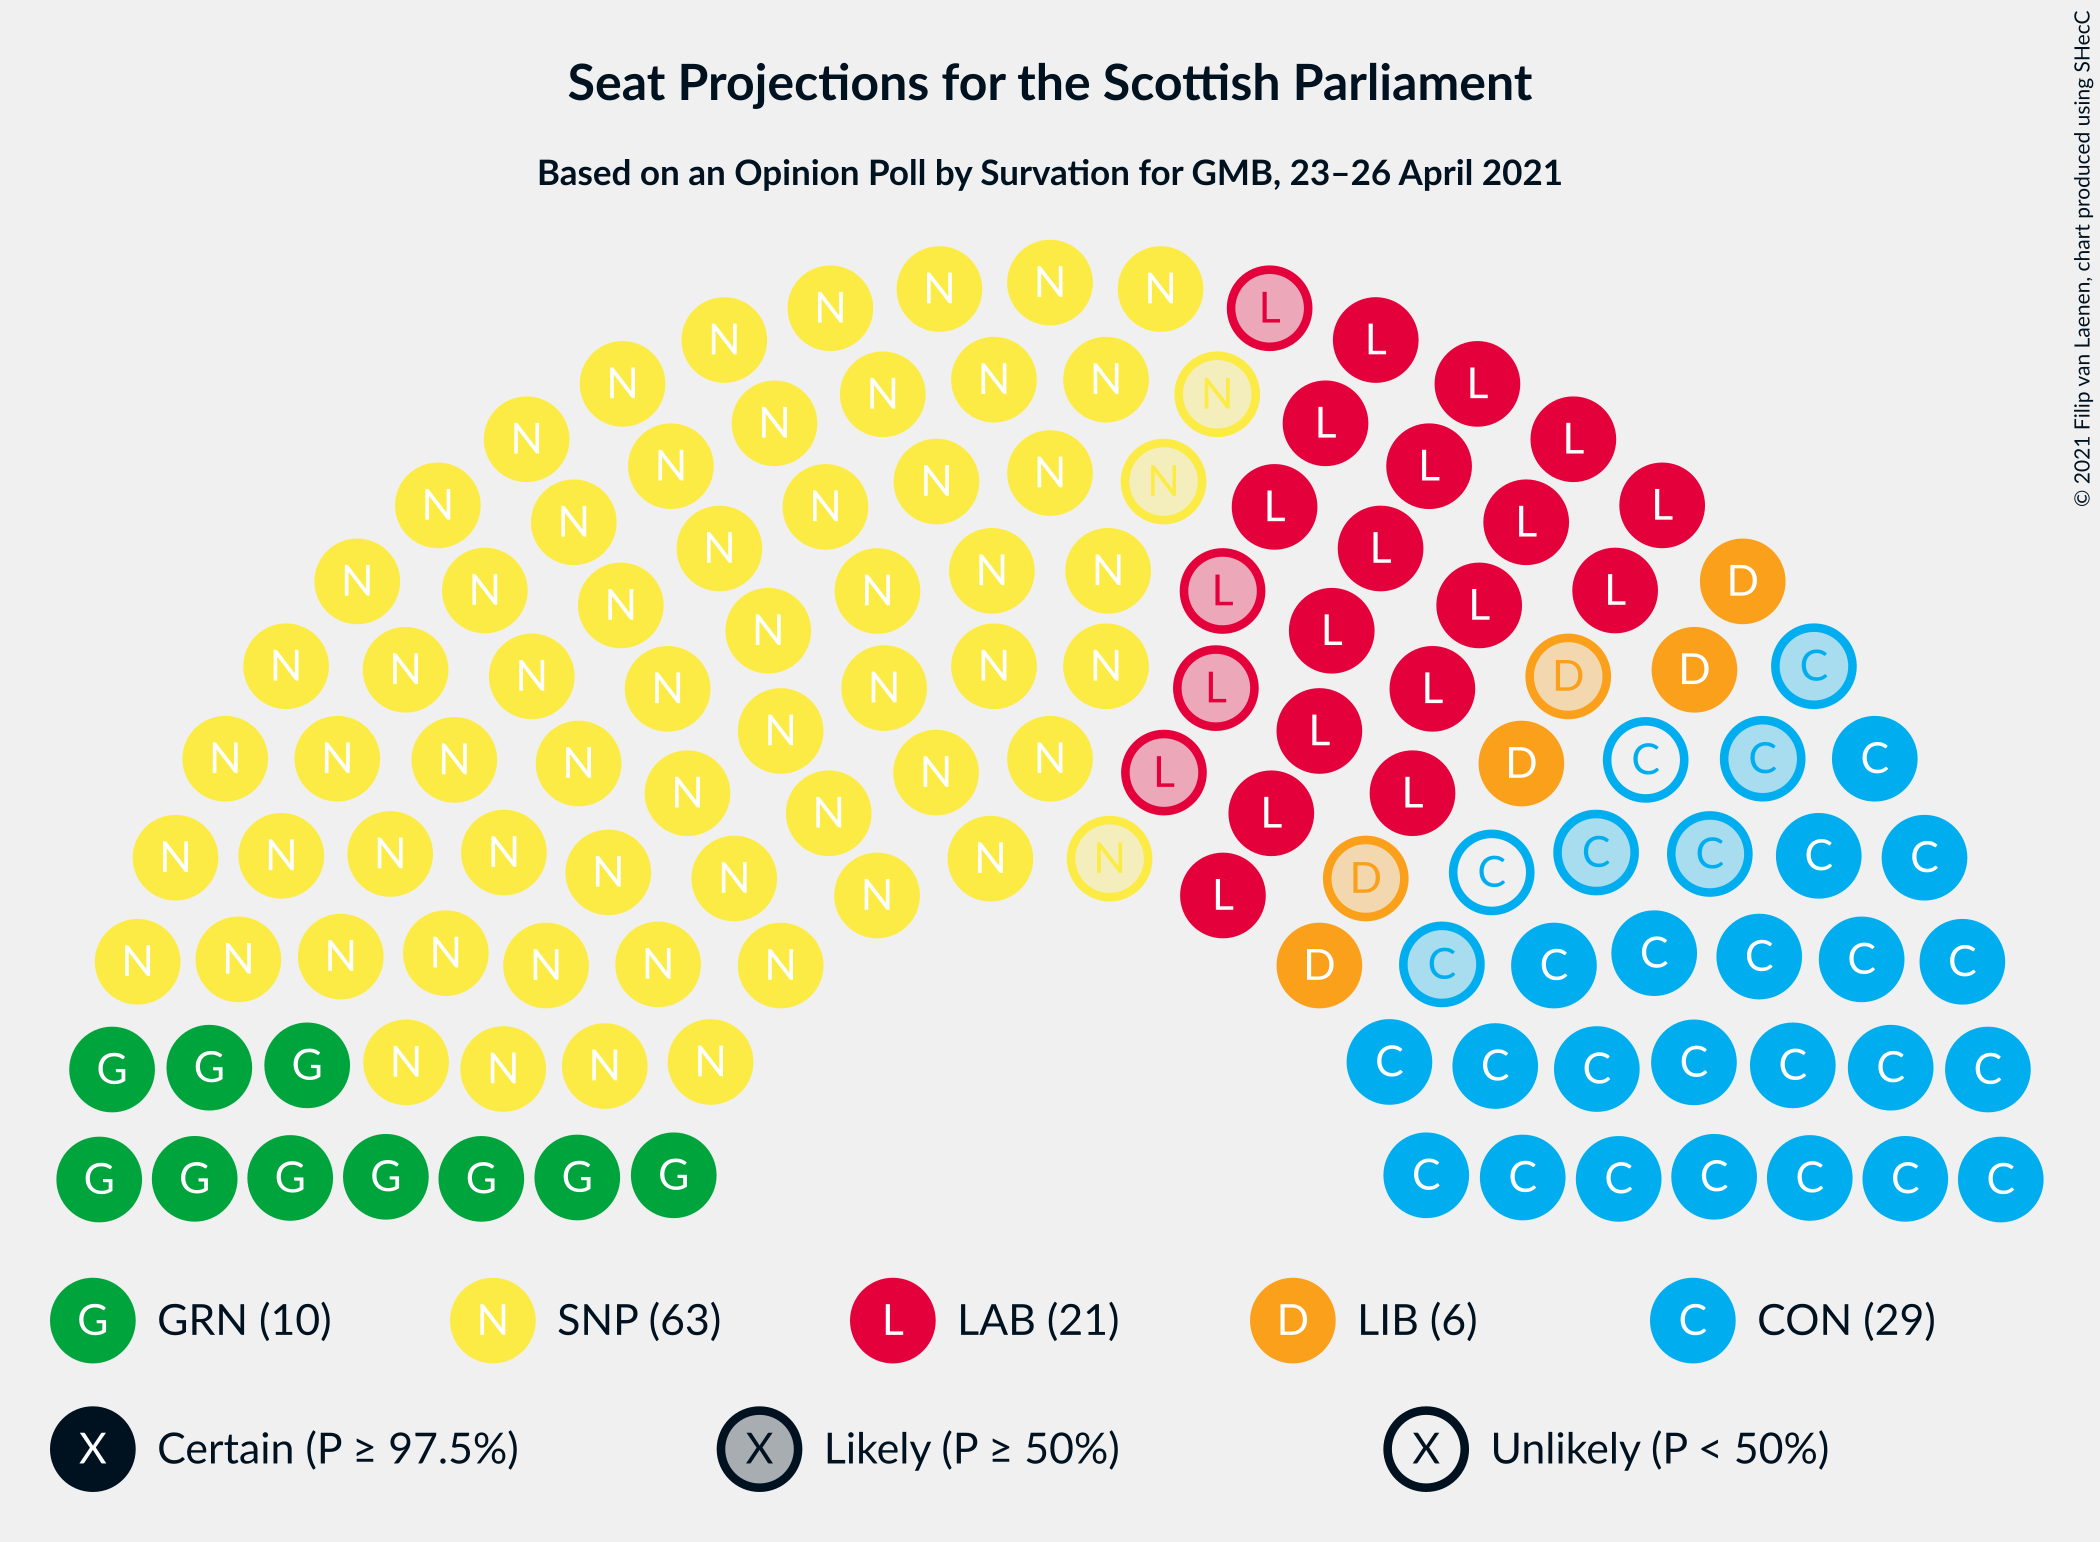 Seat Projections for the Scottish Parliament
Based on an Opinion Poll by Survation for GMB, 23–26 April 2021
© 2021 Filip van Laenen, chart produced using SHecC
N N N N L
N L
N N N N N L
N N L L
N N N N L
N N N L L L
N L
N N N N N N L L L D
N L
N N N N N N N L L D D C
N L
N N N N N N L D C C C
N N L L
N N N N N N N N N L D C C C C C
N N N N N N N D C C C C C C
G G G N N N N C C C C C C C
G G G G G G G C C C C C C C
G GRN (10) N SNP (63) L LAB (21) D LIB (6) C CON (29)
X Certain (P ≥ 97.5%) X Likely (P ≥ 50%) X Unlikely (P < 50%)